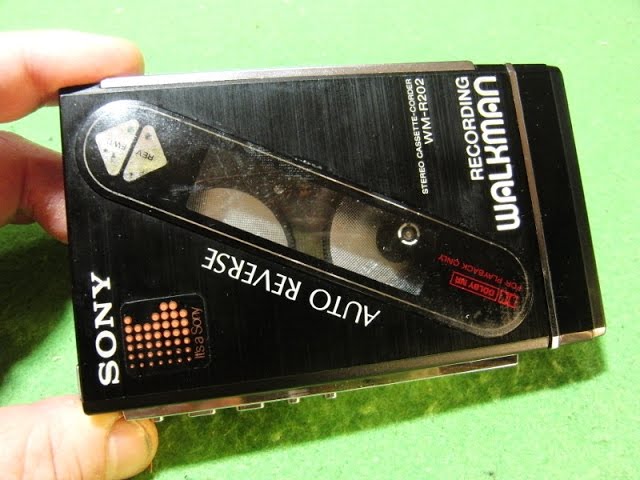 SONY
It's a Sony
AUTO REVERSE
REV
FWD
STEREO CASSETTE-CORDER
WM-R202
RECORDING
WALKMAN
DOLBY NR
FOR PLAYBACK ONLY